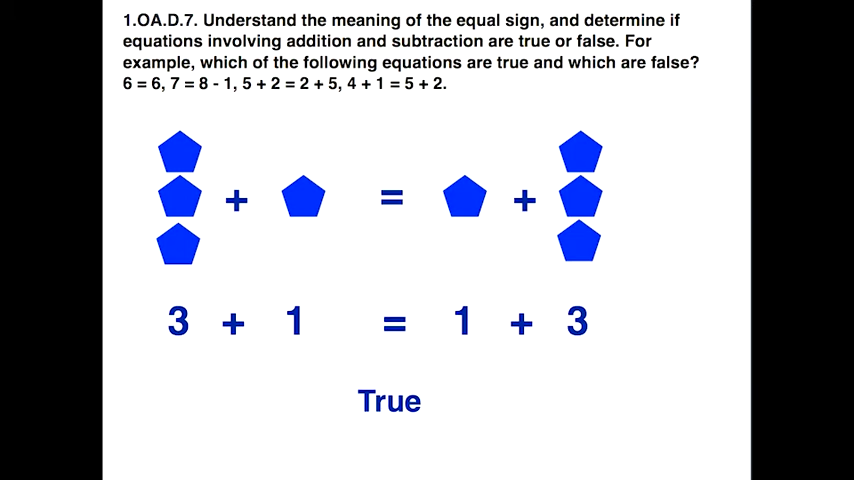 1.OA.D.7. Understand the meaning of the equal sign, and determine if
equations involving addition and subtraction are true or false. For
example, which of the following equations are true and which are false?
6 = 6, 7 = 8 - 1, 5 + 2 = 2 + 5, 4 + 1 = 5 + 2.
+ = +
3 + 1 = 1 + 3
True